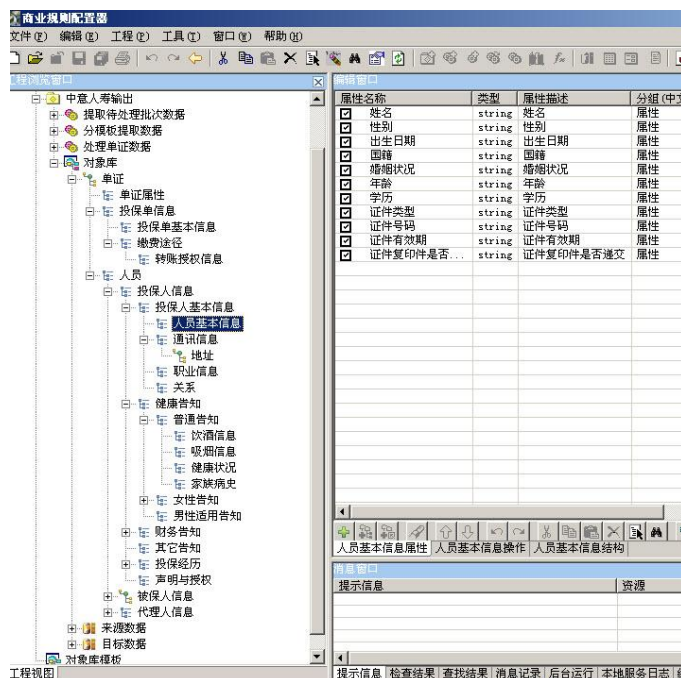 商业规则配置器
文件(F) 编辑(E) 工程(P) 工具(T) 窗口(W) 帮助(H)
工程浏览窗口
中意人寿输出
提取待处理批次数据
分模板提取数据
处理单证数据
对象库
单证
单证属性
投保单信息
投保单基本信息
缴费途径
转账授权信息
人员
投保人信息
投保人基本信息
人员基本信息
通讯信息
地址
职业信息
关系
健康告知
普通告知
饮酒信息
吸烟信息
健康状况
家族病史
女性告知
男性适用告知
财务告知
其它告知
投保经历
声明与授权
被保人信息
代理人信息
来源数据
目标数据
对象库模板
工程视图
编辑窗口
属性名称 类型 属性描述 分组(中文
姓名 string 姓名 属性
性别 string 性别 属性
出生日期 string 出生日期 属性
国籍 string 国籍 属性
婚姻状况 string 婚姻状况 属性
年龄 string 年龄 属性
学历 string 学历 属性
证件类型 string 证件类型 属性
证件号码 string 证件号码 属性
证件有效期 string 证件有效期 属性
证件复印件是否... string 证件复印件是否递交 属性
人员基本信息属性 人员基本信息操作 人员基本信息结构
消息窗口
提示信息 资源
提示信息 检查结果 查找结果 消息记录 后台运行 本地服务日志